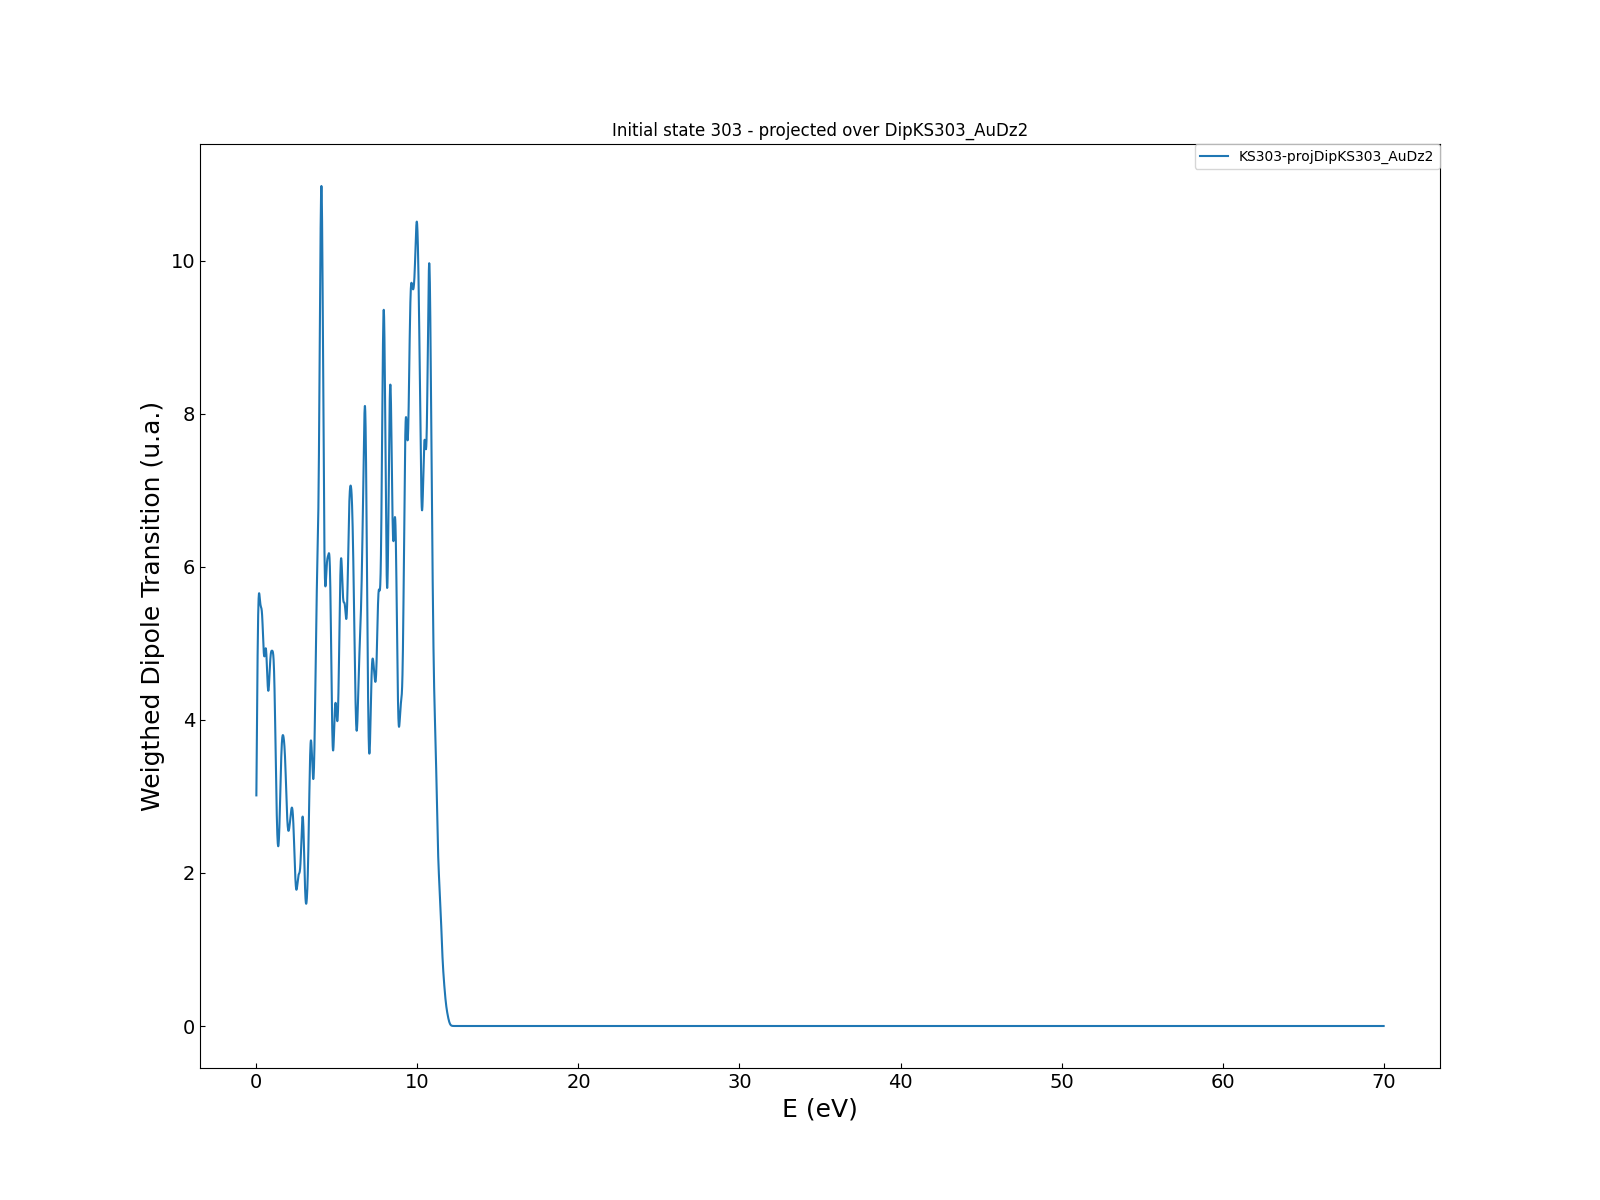 Initial state 303 - projected over DipKS303_AuDz2
KS303-projDipKS303_AuDz2
Weigthed Dipole Transition (u.a.)
10
8
6
4
2
0
0 10 20 30 40 50 60 70
E (eV)